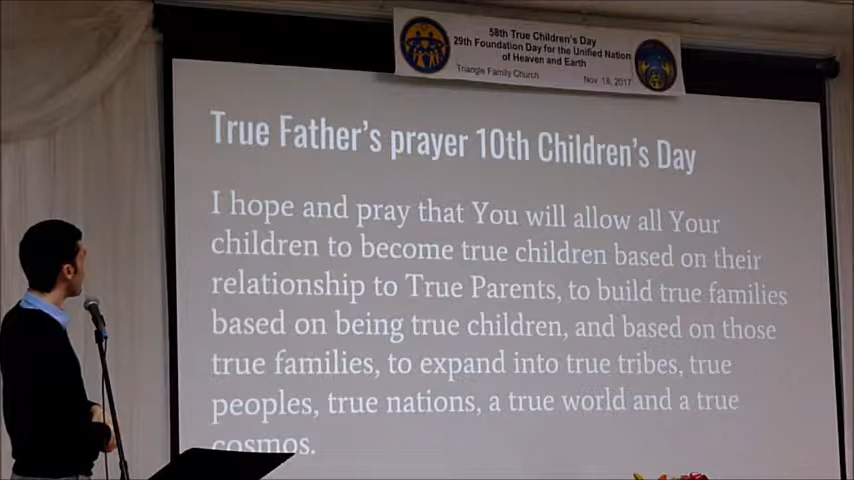 58th True Children's Day
29th Foundation Day for the Unified Nation
of Heaven and Earth
Triangle Family Church
Nov 18, 2017
True Father's prayer 10th Children's Day
I hope and pray that You will allow all Your
children to become true children based on their
relationship to True Parents, to build true families
based on being true children, and based on those
true families, to expand into true tribes, true
peoples, true nations, a true world and a true
cosmos.